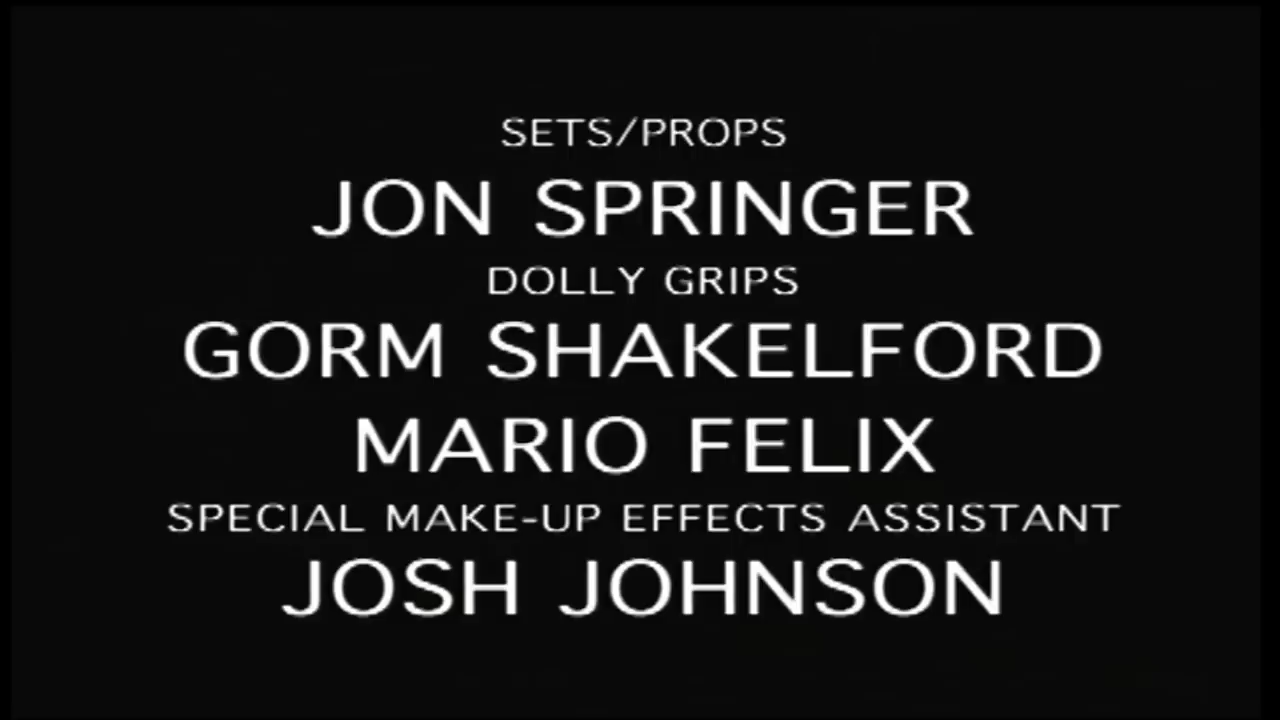 SETS/PROPS
JON SPRINGER
DOLLY GRIPS
GORM SHAKELFORD
MARIO FELIX
SPECIAL MAKE-UP EFFECTS ASSISTANT
JOSH JOHNSON